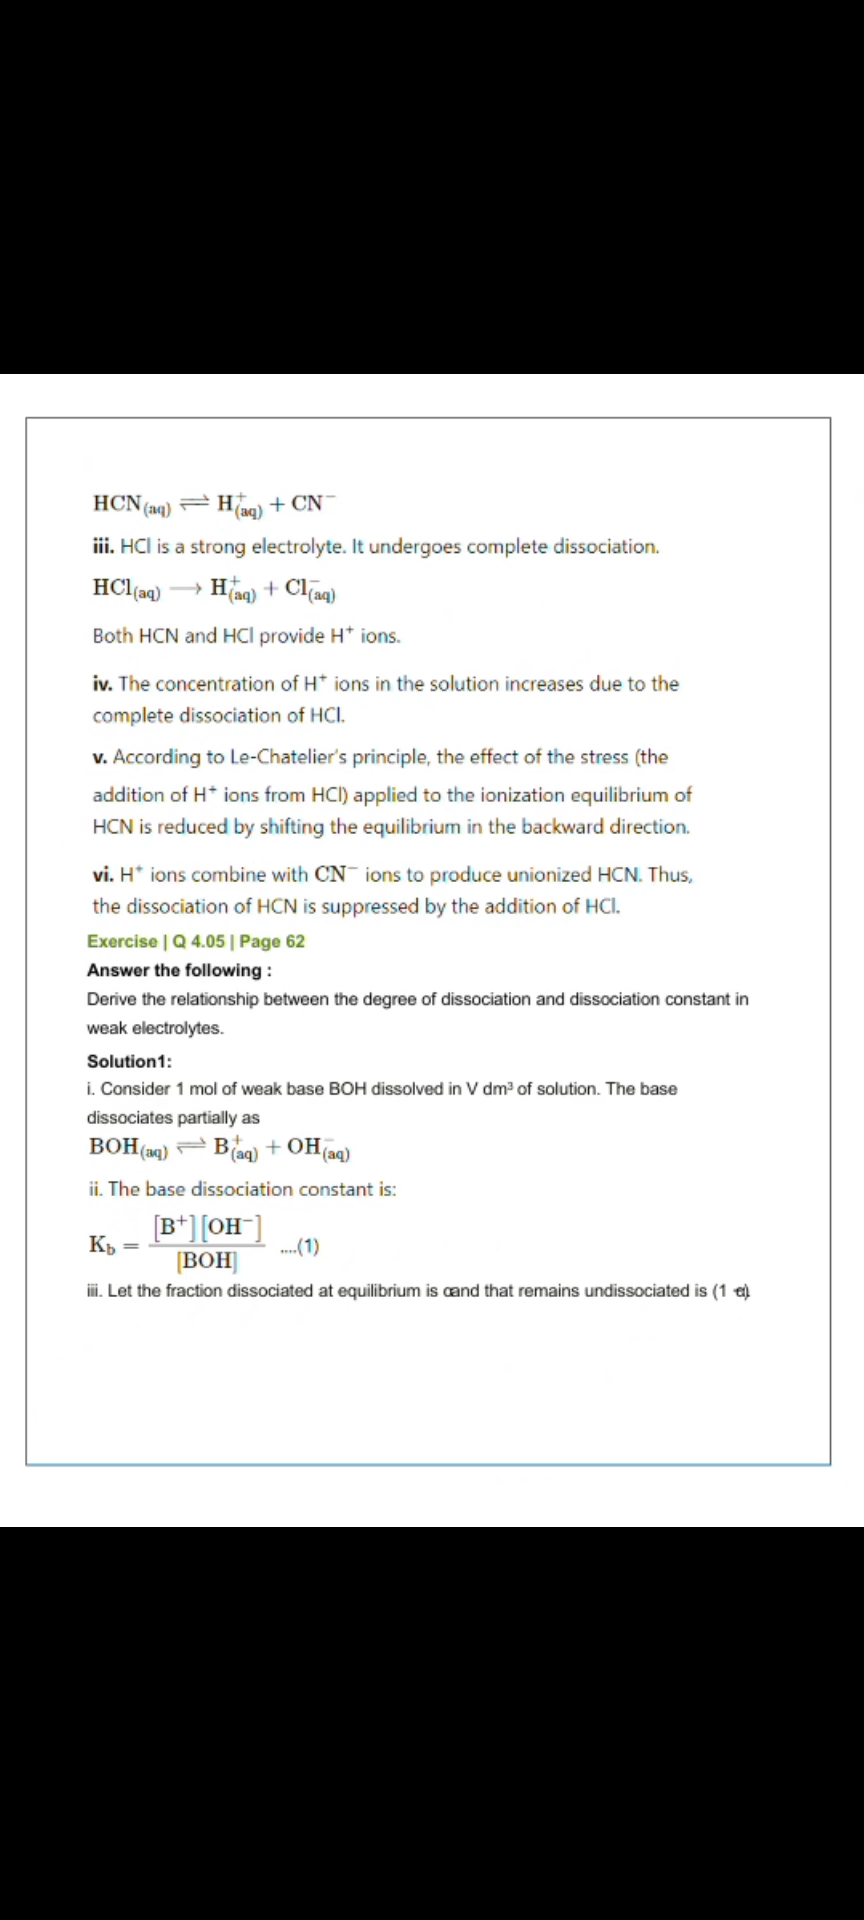 HCN(aq) ⇌ H⁺(aq) + CN⁻
iii. HCl is a strong electrolyte. It undergoes complete dissociation.
HCl(aq) ⟶ H⁺(aq) + Cl⁻(aq)
Both HCN and HCl provide H⁺ ions.
iv. The concentration of H⁺ ions in the solution increases due to the
complete dissociation of HCl.
v. According to Le-Chatelier's principle, the effect of the stress (the
addition of H⁺ ions from HCl) applied to the ionization equilibrium of
HCN is reduced by shifting the equilibrium in the backward direction.
vi. H⁺ ions combine with CN⁻ ions to produce unionized HCN. Thus,
the dissociation of HCN is suppressed by the addition of HCl.
Exercise | Q 4.05 | Page 62
Answer the following :
Derive the relationship between the degree of dissociation and dissociation constant in
weak electrolytes.
Solution1:
i. Consider 1 mol of weak base BOH dissolved in V dm³ of solution. The base
dissociates partially as
BOH(aq) ⇌ B⁺(aq) + OH⁻(aq)
ii. The base dissociation constant is:
K_b = [B⁺][OH⁻] / [BOH] ....(1)
iii. Let the fraction dissociated at equilibrium is α and that remains undissociated is (1